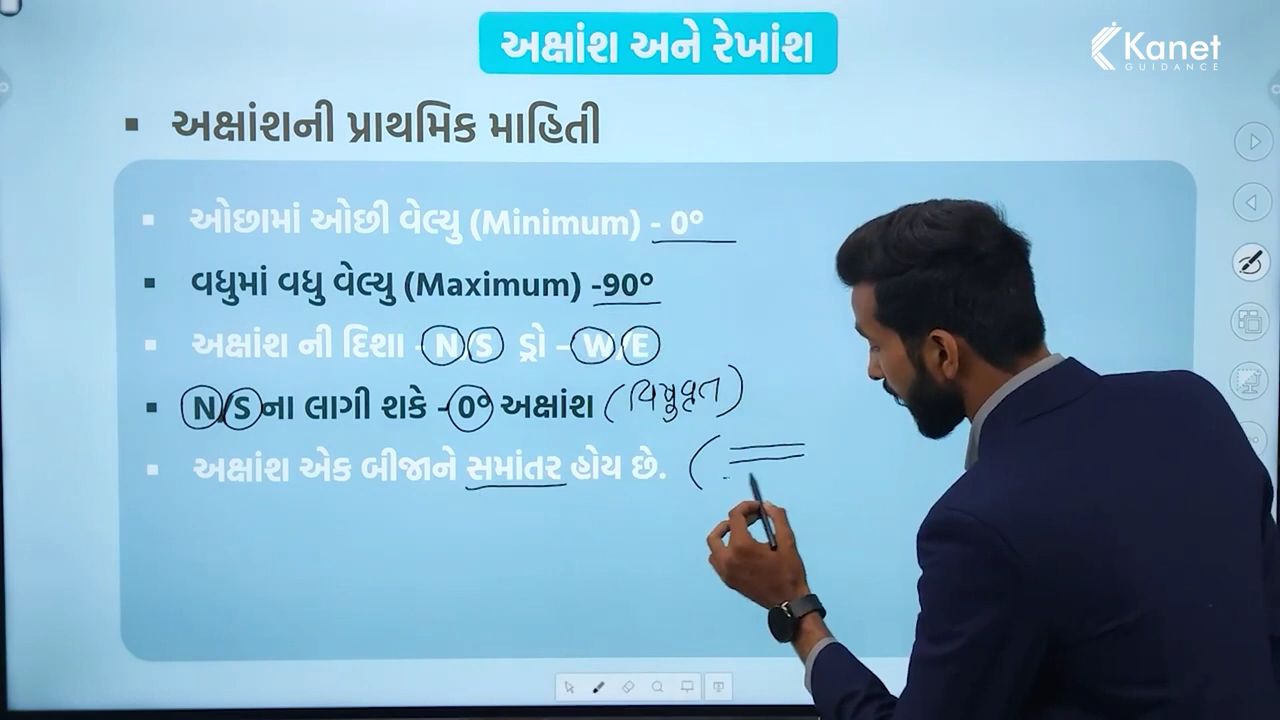 અક્ષાંશ અને રેખાંશ
Kanet
GUIDANCE
▪ અક્ષાંશની પ્રાથમિક માહિતી
▪ ઓછામાં ઓછી વેલ્યુ (Minimum) - 0°
▪ વધુમાં વધુ વેલ્યુ (Maximum) -90°
▪ અક્ષાંશ ની દિશા - N/S ડ્રો – W/E
▪ N/S ના લાગી શકે -0° અક્ષાંશ (વિષુવૃત)
▪ અક્ષાંશ એક બીજાને સમાંતર હોય છે.